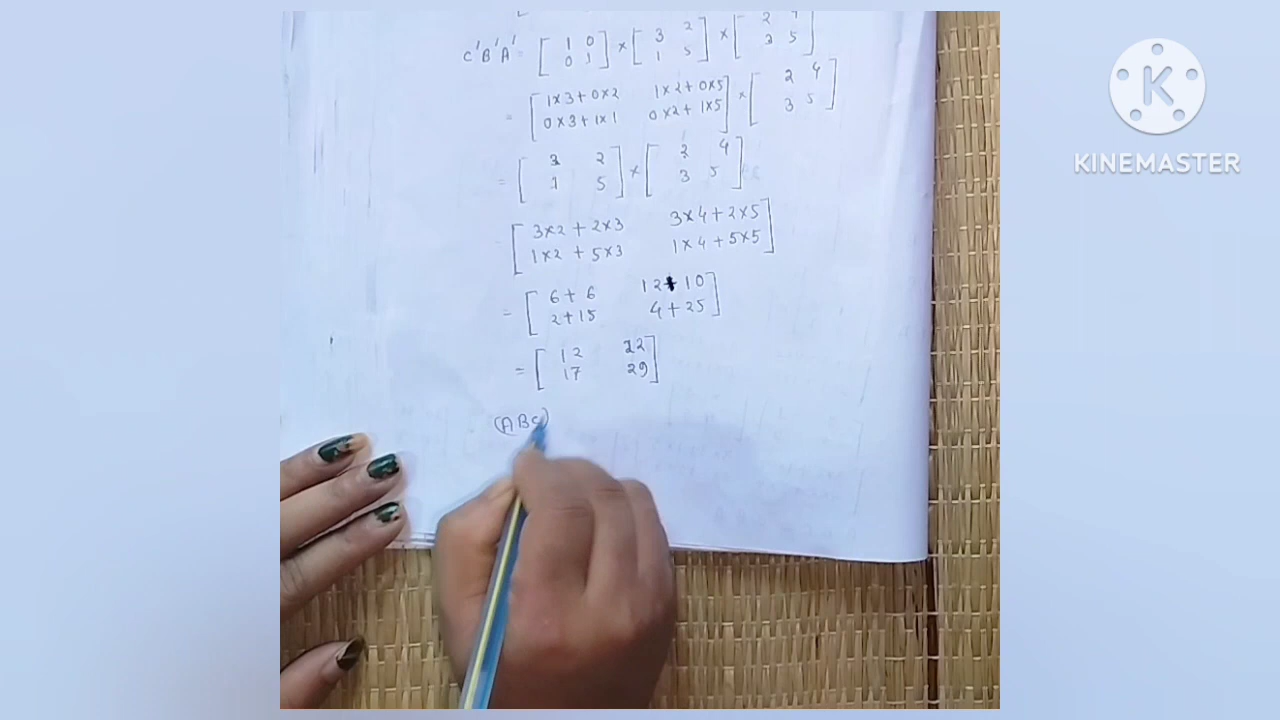 C'B'A' = [ 1 0 ] × [ 3 2 ] × [ 2 4 ]
[ 0 1 ] [ 1 5 ] [ 3 5 ]
= [ 1×3+0×2 1×2+0×5 ] × [ 2 4 ]
[ 0×3+1×1 0×2+1×5 ] [ 3 5 ]
= [ 3 2 ] × [ 2 4 ]
[ 1 5 ] [ 3 5 ]
[ 3×2+2×3 3×4+2×5 ]
[ 1×2+5×3 1×4+5×5 ]
= [ 6+6 12+10 ]
[ 2+15 4+25 ]
= [ 12 22 ]
[ 17 29 ]
(ABC)
K
KINEMASTER